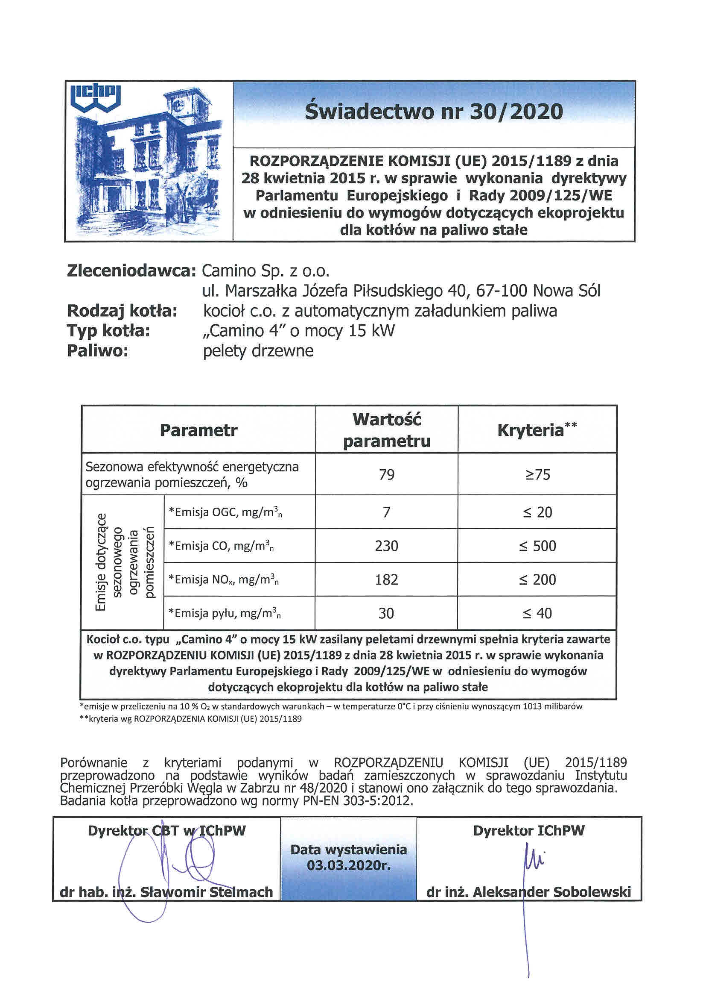 IChPW
Świadectwo nr 30/2020
ROZPORZĄDZENIE KOMISJI (UE) 2015/1189 z dnia
28 kwietnia 2015 r. w sprawie wykonania dyrektywy
Parlamentu Europejskiego i Rady 2009/125/WE
w odniesieniu do wymogów dotyczących ekoprojektu
dla kotłów na paliwo stałe
Zleceniodawca: Camino Sp. z o.o.
ul. Marszałka Józefa Piłsudskiego 40, 67-100 Nowa Sól
Rodzaj kotła: kocioł c.o. z automatycznym załadunkiem paliwa
Typ kotła: „Camino 4” o mocy 15 kW
Paliwo: pelety drzewne
Parametr
Wartość
parametru
Kryteria**
Sezonowa efektywność energetyczna
ogrzewania pomieszczeń, %
79
≥75
Emisje dotyczące
sezonowego
ogrzewania
pomieszczeń
*Emisja OGC, mg/m³ₙ
7
≤ 20
*Emisja CO, mg/m³ₙ
230
≤ 500
*Emisja NOₓ, mg/m³ₙ
182
≤ 200
*Emisja pyłu, mg/m³ₙ
30
≤ 40
Kocioł c.o. typu „Camino 4” o mocy 15 kW zasilany peletami drzewnymi spełnia kryteria zawarte
w ROZPORZĄDZENIU KOMISJI (UE) 2015/1189 z dnia 28 kwietnia 2015 r. w sprawie wykonania
dyrektywy Parlamentu Europejskiego i Rady 2009/125/WE w odniesieniu do wymogów
dotyczących ekoprojektu dla kotłów na paliwo stałe
*emisje w przeliczeniu na 10 % O₂ w standardowych warunkach – w temperaturze 0°C i przy ciśnieniu wynoszącym 1013 milibarów
**kryteria wg ROZPORZĄDZENIA KOMISJI (UE) 2015/1189
Porównanie z kryteriami podanymi w ROZPORZĄDZENIU KOMISJI (UE) 2015/1189
przeprowadzono na podstawie wyników badań zamieszczonych w sprawozdaniu Instytutu
Chemicznej Przeróbki Węgla w Zabrzu nr 48/2020 i stanowi ono załącznik do tego sprawozdania.
Badania kotła przeprowadzono wg normy PN-EN 303-5:2012.
Dyrektor CBT w IChPW
dr hab. inż. Sławomir Stelmach
Data wystawienia
03.03.2020r.
Dyrektor IChPW
dr inż. Aleksander Sobolewski